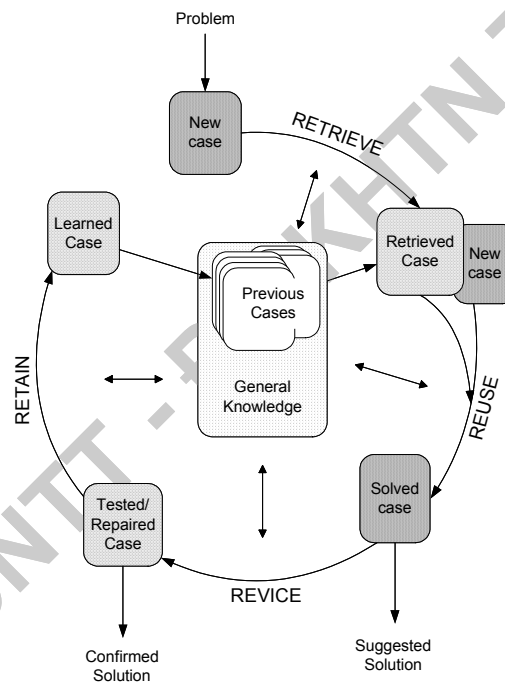 Problem
New
case
RETRIEVE
Learned
Case
Retrieved
Case
New
case
Previous
Cases
General
Knowledge
RETAIN
REUSE
Tested/
Repaired
Case
Solved
case
REVICE
Confirmed
Solution
Suggested
Solution